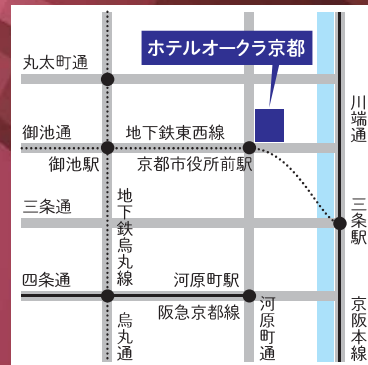 ホテルオークラ京都
丸太町通
川端通
御池通
地下鉄東西線
御池駅
京都市役所前駅
地下鉄烏丸線
三条通
三条駅
四条通
河原町駅
阪急京都線
烏丸通
河原町通
京阪本線